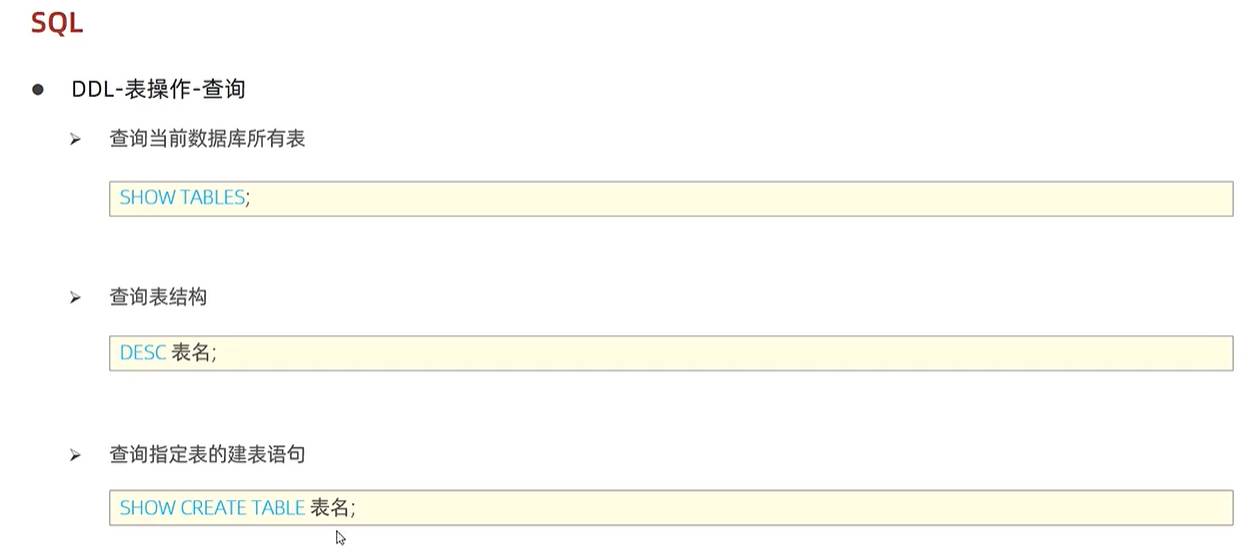 SQL
DDL-表操作-查询
查询当前数据库所有表
SHOW TABLES;
查询表结构
DESC 表名;
查询指定表的建表语句
SHOW CREATE TABLE 表名;